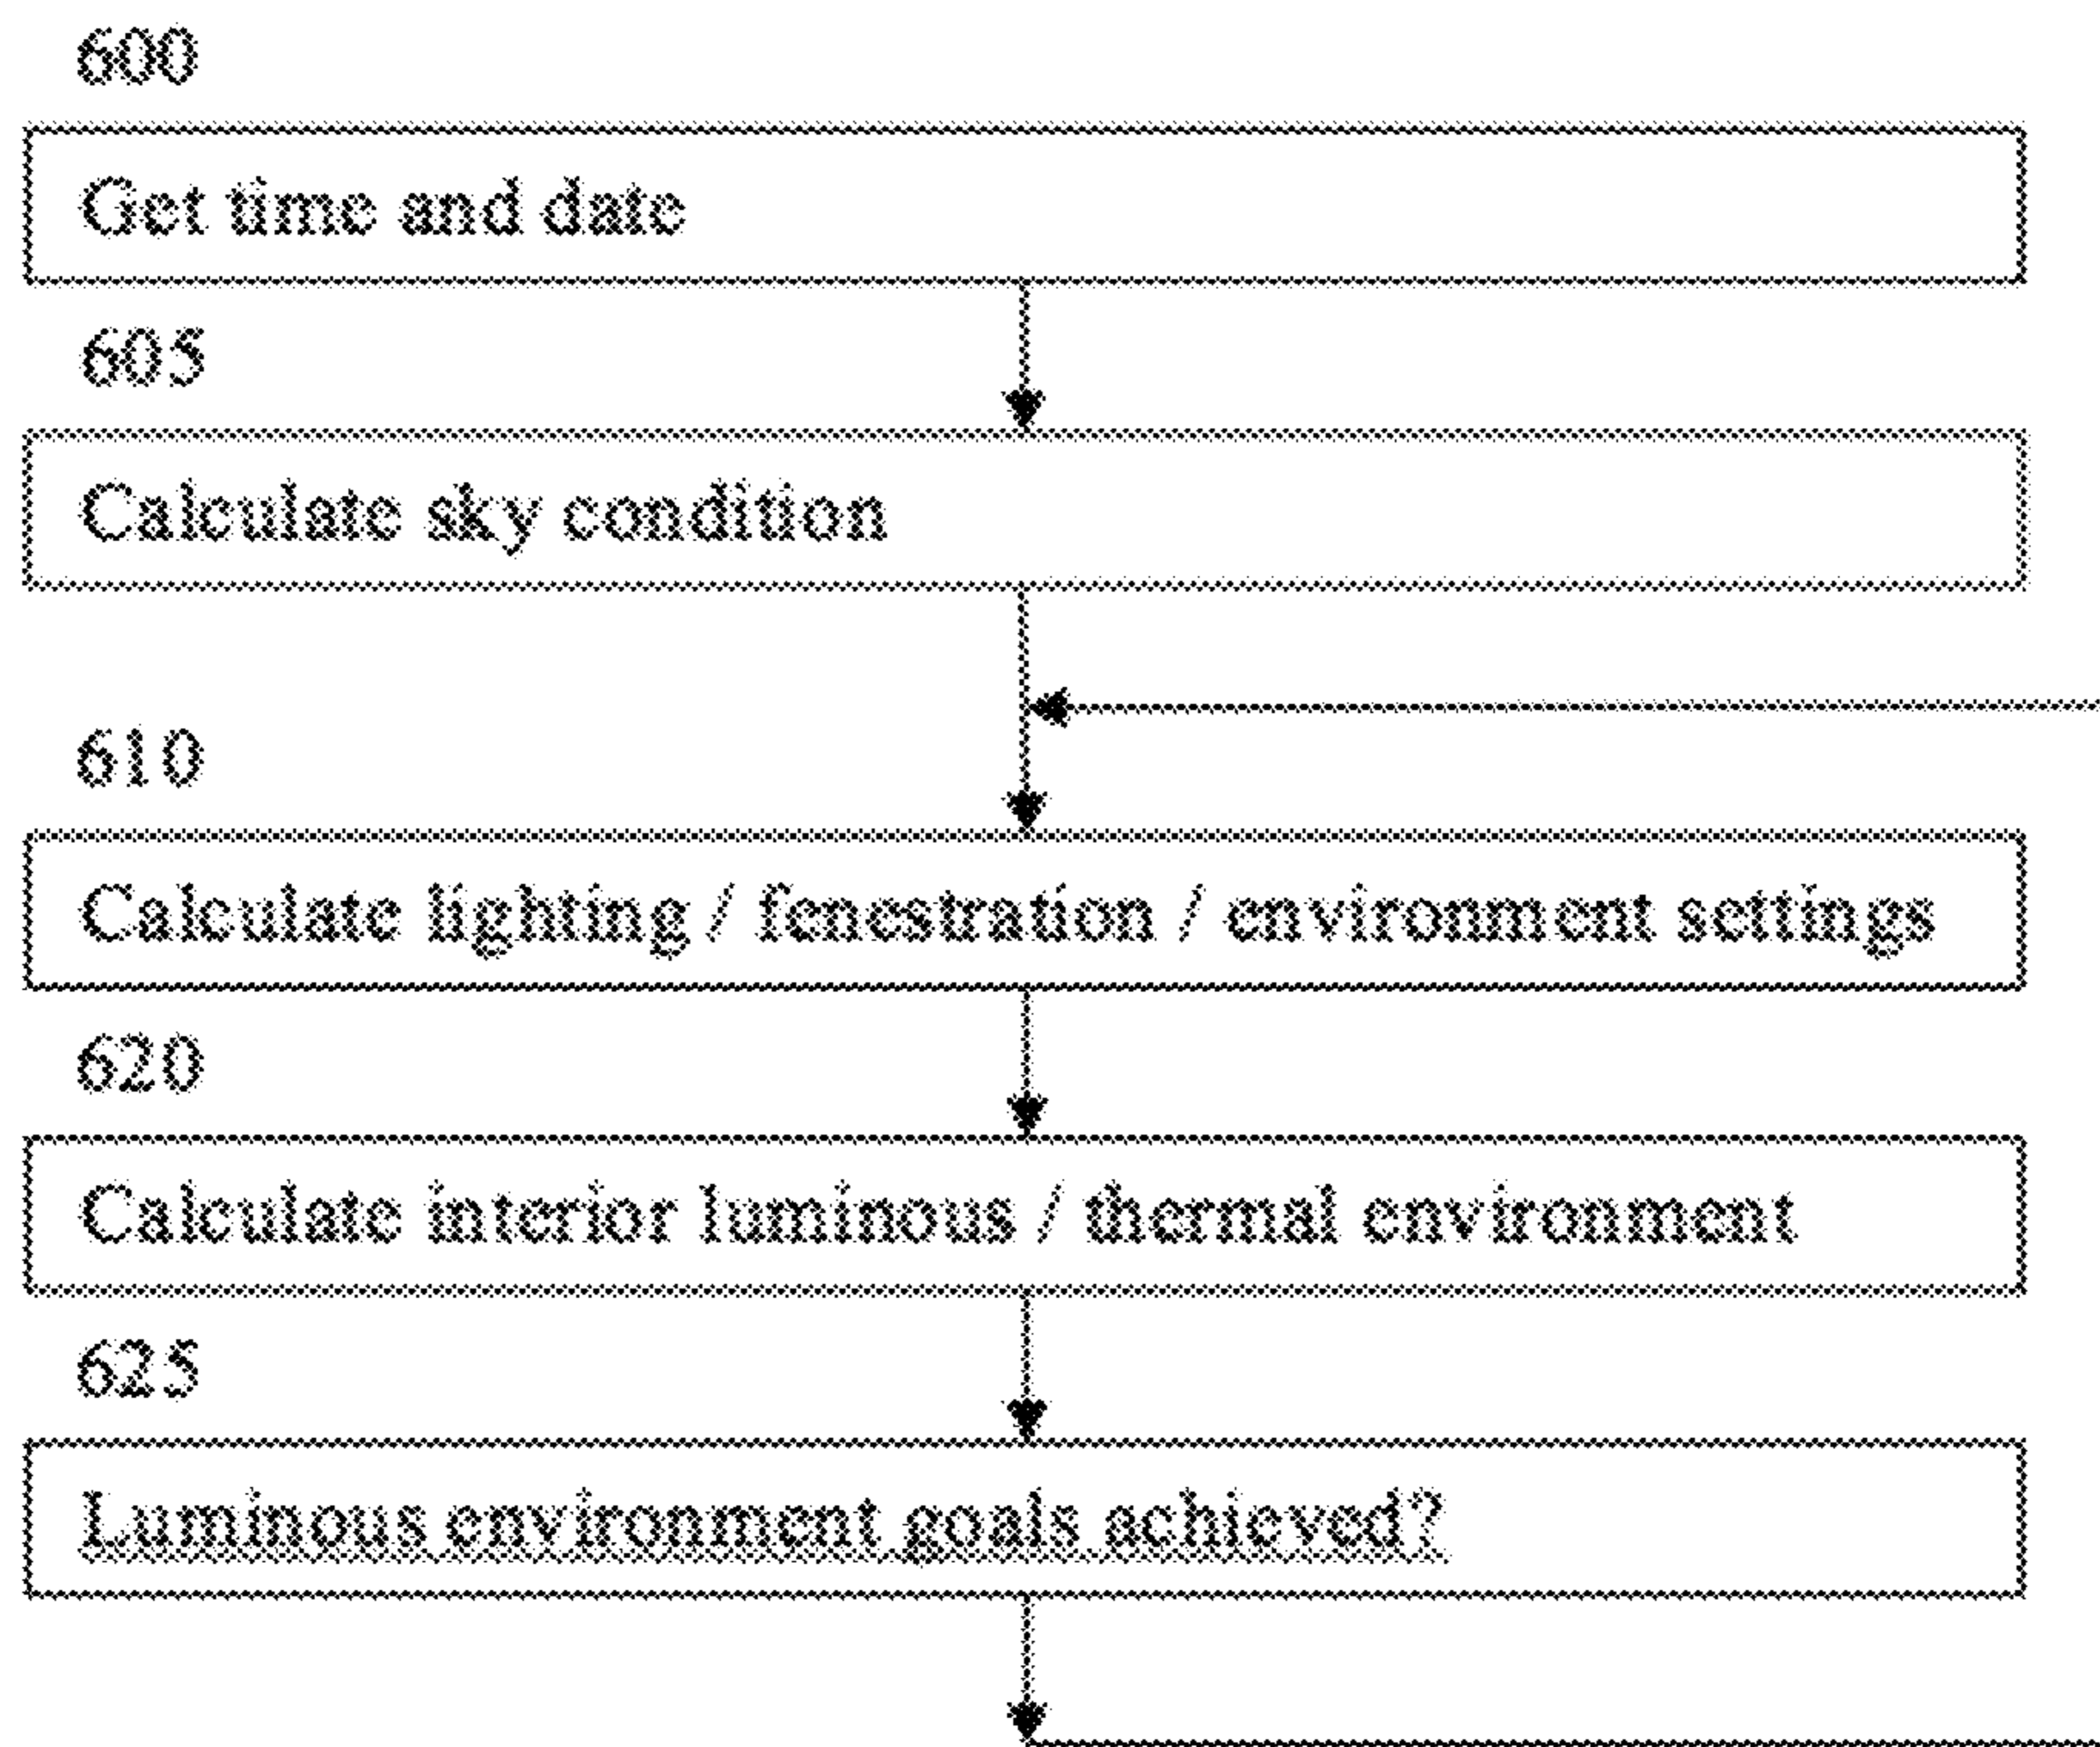 600
Get time and date
605
Calculate sky condition
610
Calculate lighting / fenestration / environment settings
620
Calculate interior luminous / thermal environment
625
Luminous environment goals achieved?